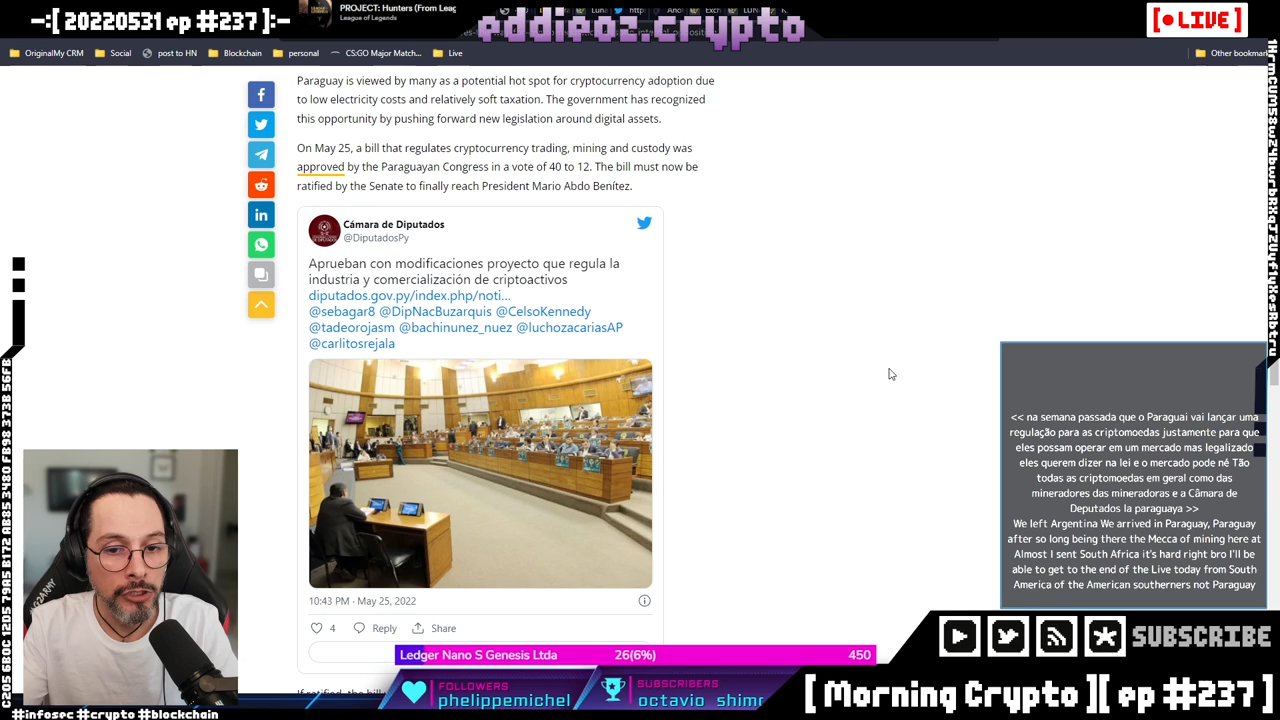 -:[ 20220531 ep #237 ]:-
PROJECT: Hunters (From Leag
League of Legends
eddieoz.crypto
[ • LIVE ]
OriginalMy CRM
Social
post to HN
Blockchain
personal
CS:GO Major Match...
Live
Other bookmar
Paraguay is viewed by many as a potential hot spot for cryptocurrency adoption due
to low electricity costs and relatively soft taxation. The government has recognized
this opportunity by pushing forward new legislation around digital assets.
On May 25, a bill that regulates cryptocurrency trading, mining and custody was
approved by the Paraguayan Congress in a vote of 40 to 12. The bill must now be
ratified by the Senate to finally reach President Mario Abdo Benítez.
Cámara de Diputados
@DiputadosPy
Aprueban con modificaciones proyecto que regula la
industria y comercialización de criptoactivos
diputados.gov.py/index.php/noti...
@sebagar8 @DipNacBuzarquis @CelsoKennedy
@tadeorojasm @bachinunez_nuez @luchozacariasAP
@carlitosrejala
10:43 PM · May 25, 2022
4
Reply
Share
<< na semana passada que o Paraguai vai lançar uma
regulação para as criptomoedas justamente para que
eles possam operar em um mercado mas legalizado
eles querem dizer na lei e o mercado pode né Tão
todas as criptomoedas em geral como das
mineradores das mineradoras e a Câmara de
Deputados la paraguaya >>
We left Argentina We arrived in Paraguay, Paraguay
after so long being there the Mecca of mining here at
Almost I sent South Africa it's hard right bro I'll be
able to get to the end of the Live today from South
America of the American southerners not Paraguay
SUBSCRIBE
Ledger Nano S Genesis Ltda
26(6%)
450
FOLLOWERS
phelippemichel
SUBSCRIBERS
octavio_shim
[ Morning Crypto ][ ep #237 ]
#infosec #crypto #blockchain